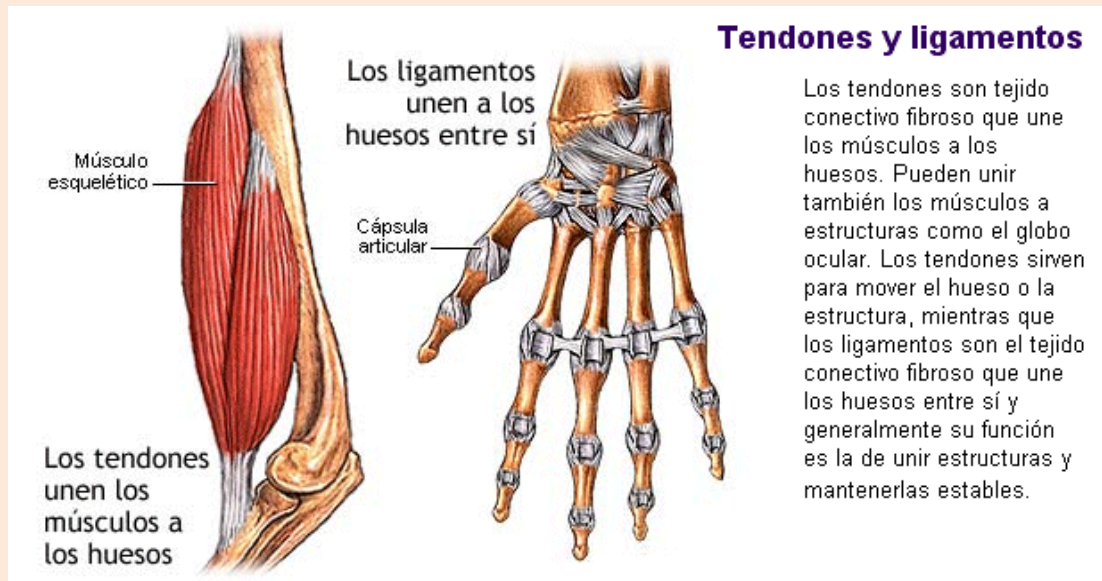 Tendones y ligamentos
Los ligamentos
unen a los
huesos entre sí
Músculo
esquelético
Cápsula
articular
Los tendones
unen los
músculos a
los huesos
Los tendones son tejido
conectivo fibroso que une
los músculos a los
huesos. Pueden unir
también los músculos a
estructuras como el globo
ocular. Los tendones sirven
para mover el hueso o la
estructura, mientras que
los ligamentos son el tejido
conectivo fibroso que une
los huesos entre sí y
generalmente su función
es la de unir estructuras y
mantenerlas estables.